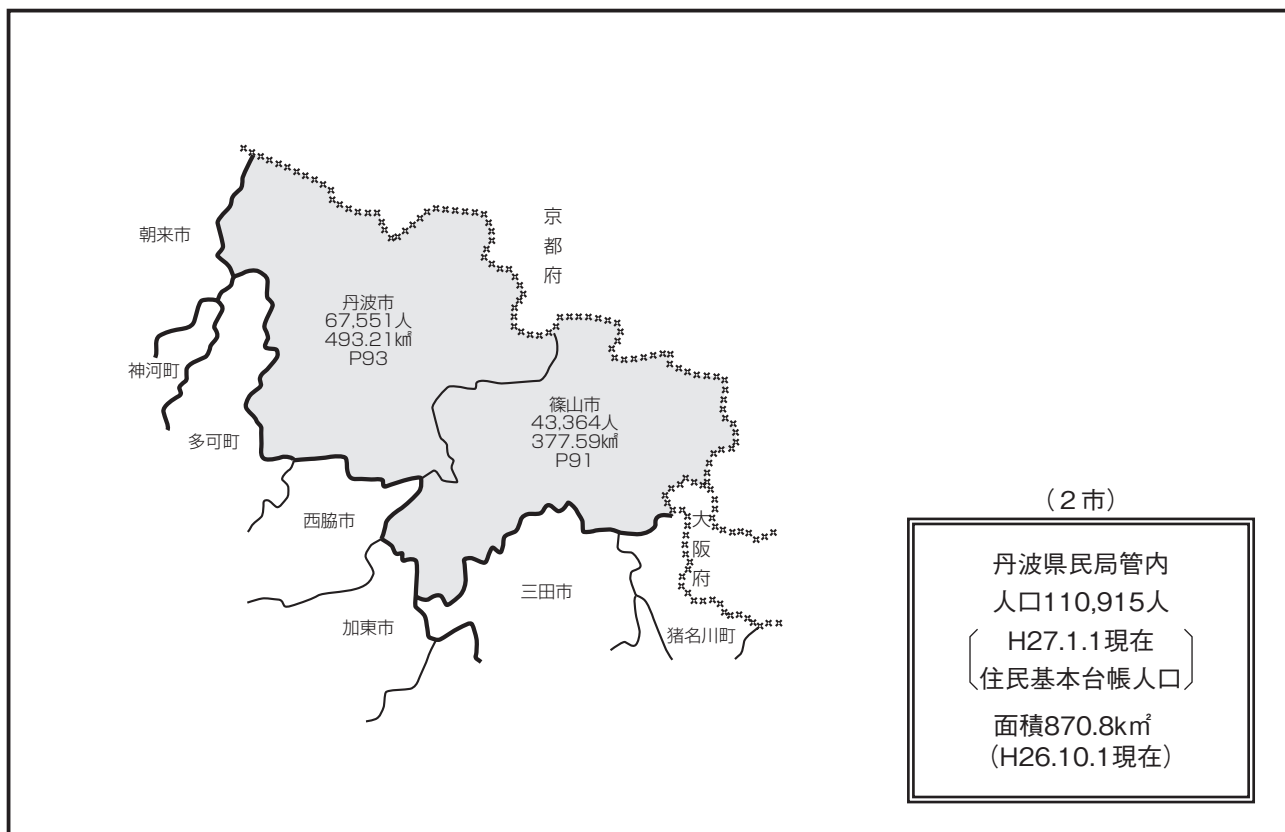 京都府
朝来市
丹波市
67,551人
493.21㎢
P93
神河町
篠山市
43,364人
377.59㎢
P91
多可町
西脇市
大阪府
三田市
加東市
猪名川町
（2市）
丹波県民局管内
人口110,915人
H27.1.1現在
住民基本台帳人口
面積870.8k㎡
（H26.10.1現在）